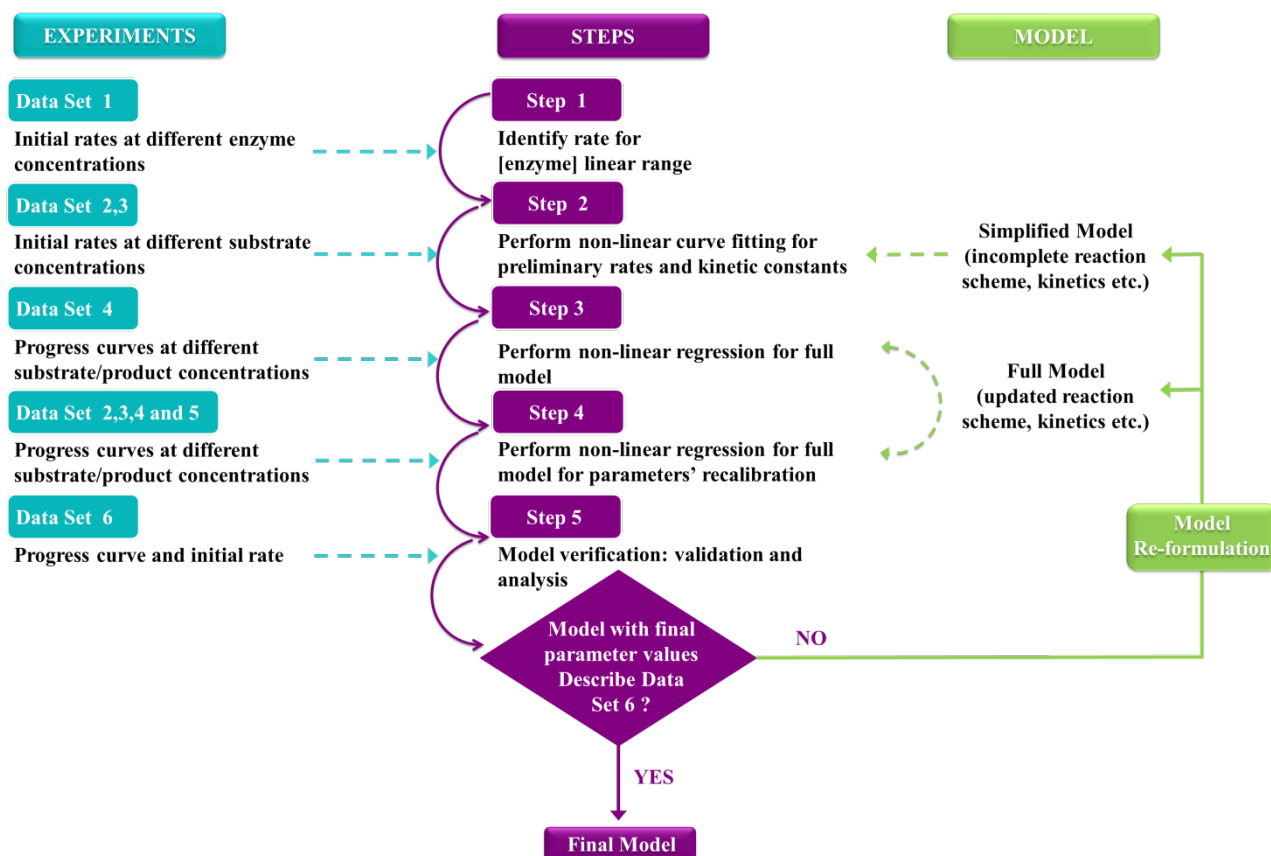 EXPERIMENTS
STEPS
MODEL
Data Set 1
Initial rates at different enzyme
concentrations
Step 1
Identify rate for
[enzyme] linear range
Data Set 2,3
Initial rates at different substrate
concentrations
Step 2
Perform non-linear curve fitting for
preliminary rates and kinetic constants
Simplified Model
(incomplete reaction
scheme, kinetics etc.)
Data Set 4
Progress curves at different
substrate/product concentrations
Step 3
Perform non-linear regression for full
model
Full Model
(updated reaction
scheme, kinetics etc.)
Data Set 2,3,4 and 5
Progress curves at different
substrate/product concentrations
Step 4
Perform non-linear regression for full
model for parameters’ recalibration
Data Set 6
Progress curve and initial rate
Step 5
Model verification: validation and
analysis
Model
Re-formulation
Model with final
parameter values
Describe Data
Set 6 ?
NO
YES
Final Model